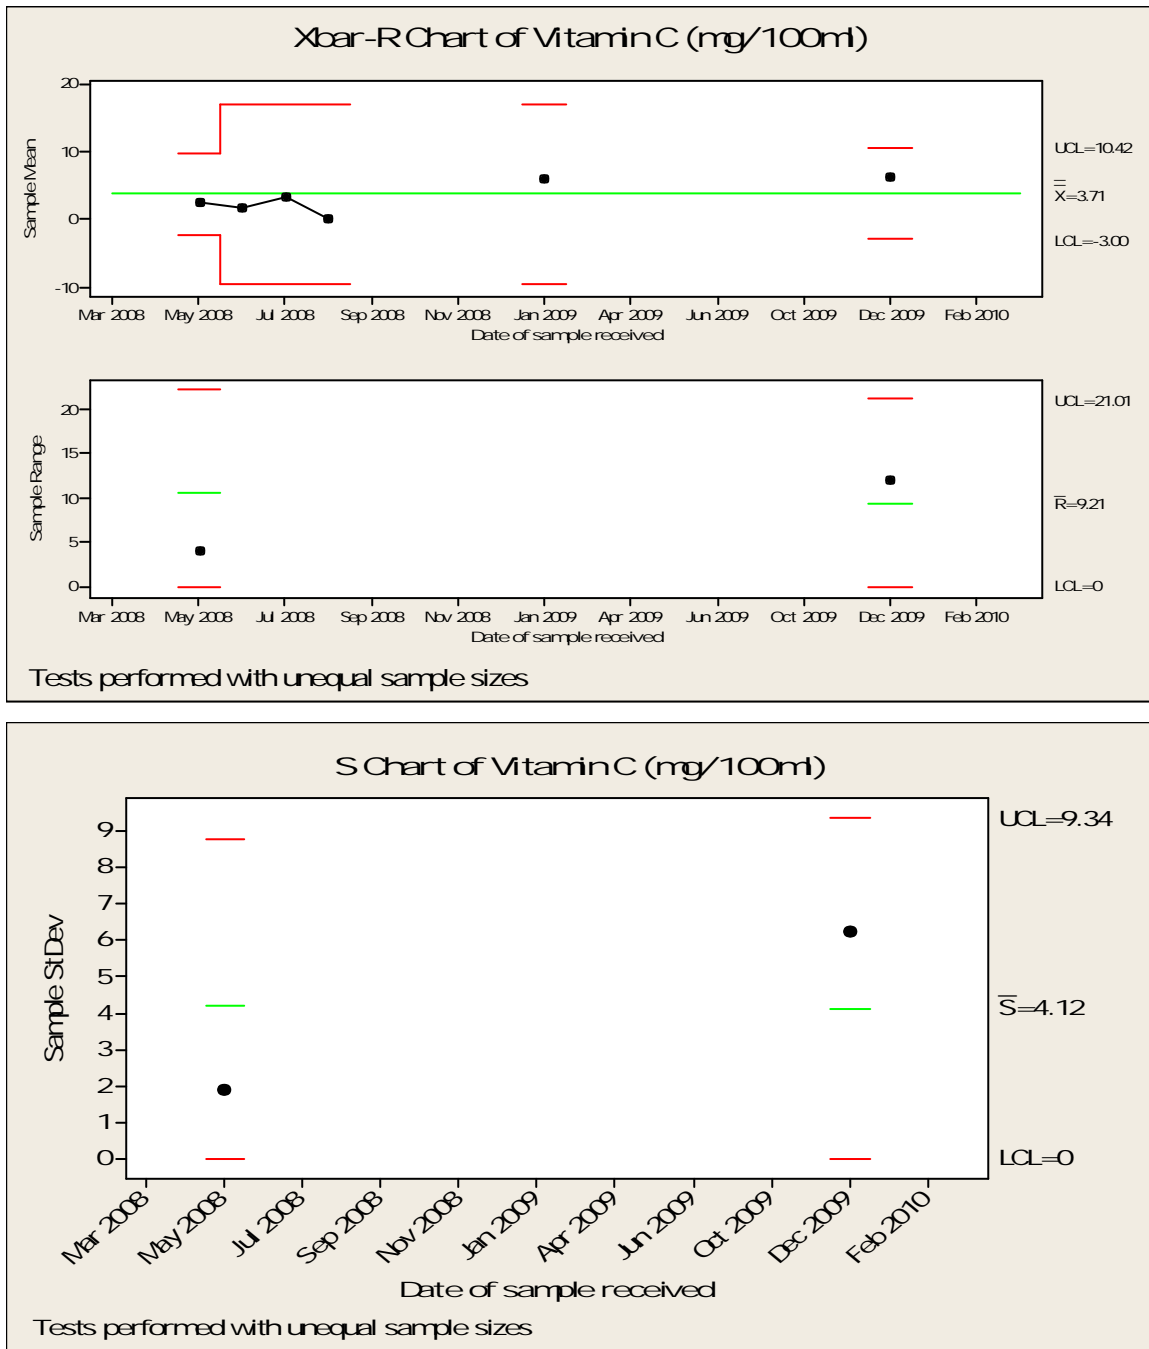 Xbar-R Chart of Vitamin C (mg/100ml)
20
10
0
-10
Sample Mean
UCL=10.42
X=3.71
LCL=-3.00
Mar 2008 May 2008 Jul 2008 Sep 2008 Nov 2008 Jan 2009 Apr 2009 Jun 2009 Oct 2009 Dec 2009 Feb 2010
Date of sample received
20
15
10
5
0
Sample Range
UCL=21.01
R=9.21
LCL=0
Mar 2008 May 2008 Jul 2008 Sep 2008 Nov 2008 Jan 2009 Apr 2009 Jun 2009 Oct 2009 Dec 2009 Feb 2010
Date of sample received
Tests performed with unequal sample sizes
S Chart of Vitamin C (mg/100ml)
9
8
7
6
5
4
3
2
1
0
Sample StDev
UCL=9.34
S=4.12
LCL=0
Mar 2008 May 2008 Jul 2008 Sep 2008 Nov 2008 Jan 2009 Apr 2009 Jun 2009 Oct 2009 Dec 2009 Feb 2010
Date of sample received
Tests performed with unequal sample sizes